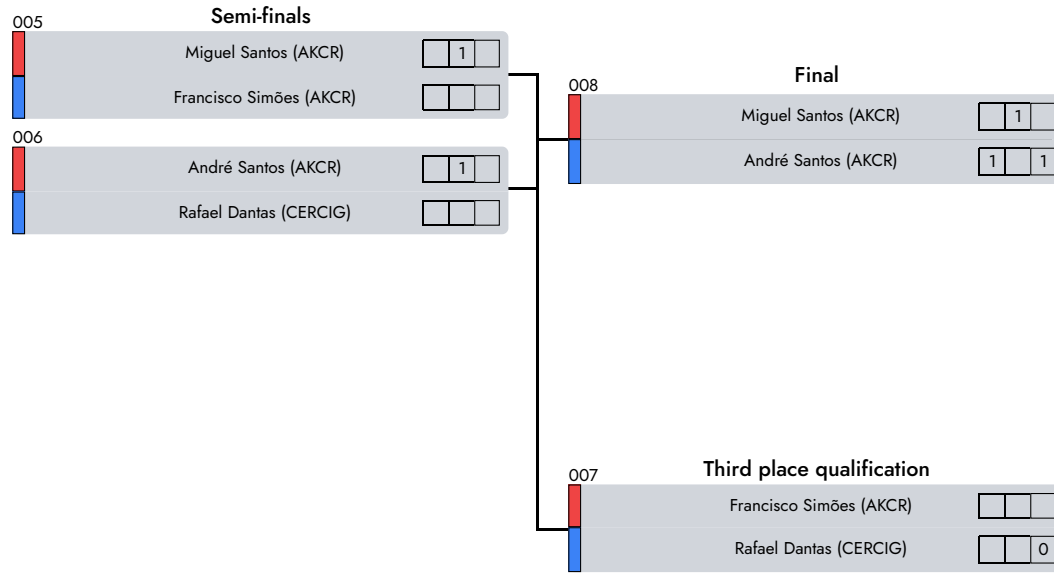 Semi-finals
005
Miguel Santos (AKCR) 1
Francisco Simões (AKCR)
006
André Santos (AKCR) 1
Rafael Dantas (CERCIG)
Final
008
Miguel Santos (AKCR) 1
André Santos (AKCR) 1 1
Third place qualification
007
Francisco Simões (AKCR)
Rafael Dantas (CERCIG) 0